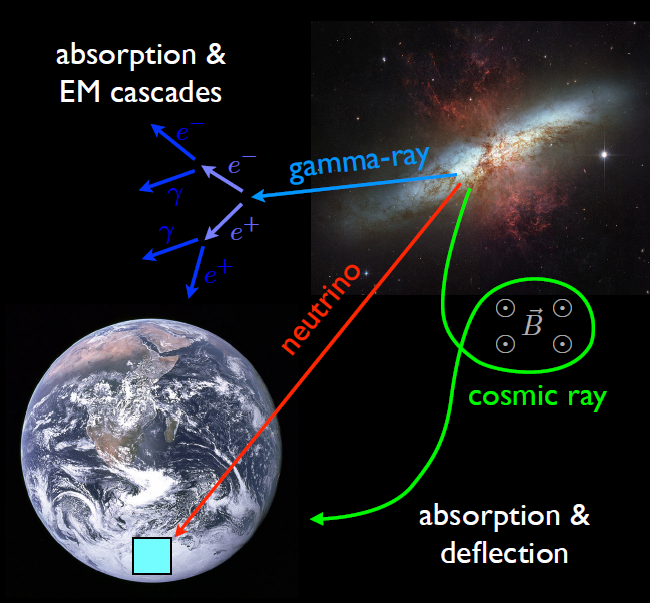 absorption &
EM cascades
e⁻
e⁻
gamma-ray
γ
e⁺
γ
e⁺
neutrino
⊙ ⊙
B⃗
⊙ ⊙
cosmic ray
absorption &
deflection